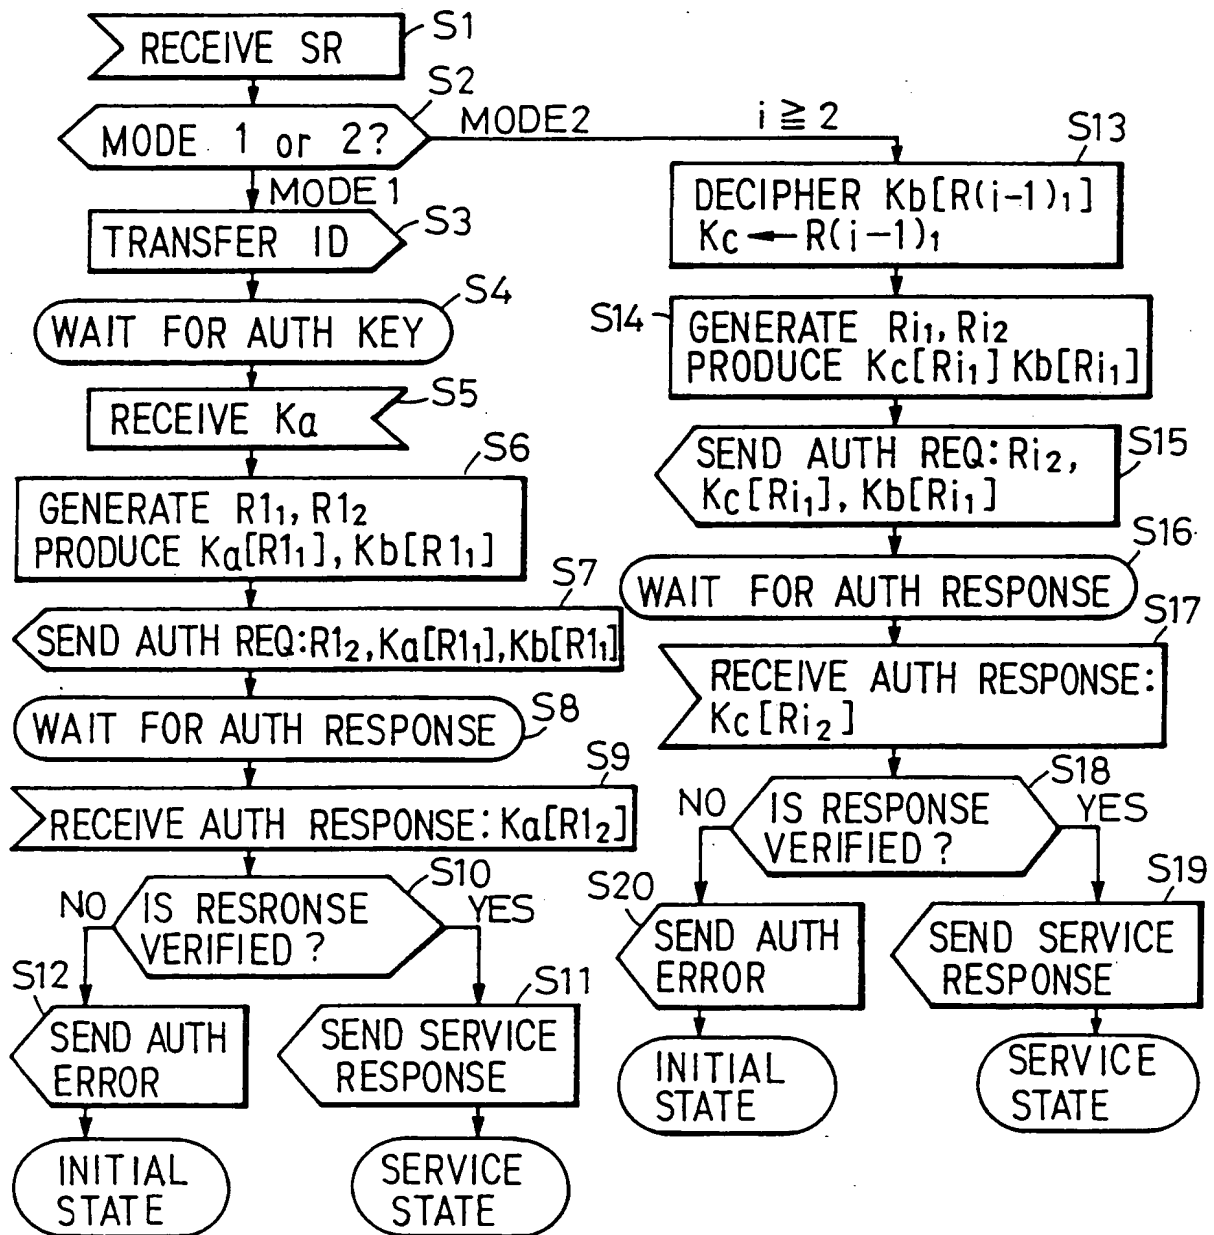 RECEIVE SR
S1
MODE 1 or 2?
S2
MODE2
i ≧ 2
MODE1
TRANSFER ID
S3
WAIT FOR AUTH KEY
S4
RECEIVE Ka
S5
S6
GENERATE R1₁, R1₂
PRODUCE Ka[R1₁], Kb[R1₁]
S7
SEND AUTH REQ:R1₂,Ka[R1₁],Kb[R1₁]
WAIT FOR AUTH RESPONSE
S8
S9
RECEIVE AUTH RESPONSE:Ka[R1₂]
S10
IS RESRONSE
VERIFIED ?
NO
YES
S12
SEND AUTH
ERROR
S11
SEND SERVICE
RESPONSE
INITIAL
STATE
SERVICE
STATE
S13
DECIPHER Kb[R(i-1)₁]
Kc ← R(i-1)₁
S14
GENERATE Ri₁, Ri₂
PRODUCE Kc[Ri₁] Kb[Ri₁]
S15
SEND AUTH REQ: Ri₂,
Kc[Ri₁], Kb[Ri₁]
S16
WAIT FOR AUTH RESPONSE
S17
RECEIVE AUTH RESPONSE:
Kc[Ri₂]
S18
IS RESPONSE
VERIFIED ?
NO
YES
S20
SEND AUTH
ERROR
S19
SEND SERVICE
RESPONSE
INITIAL
STATE
SERVICE
STATE